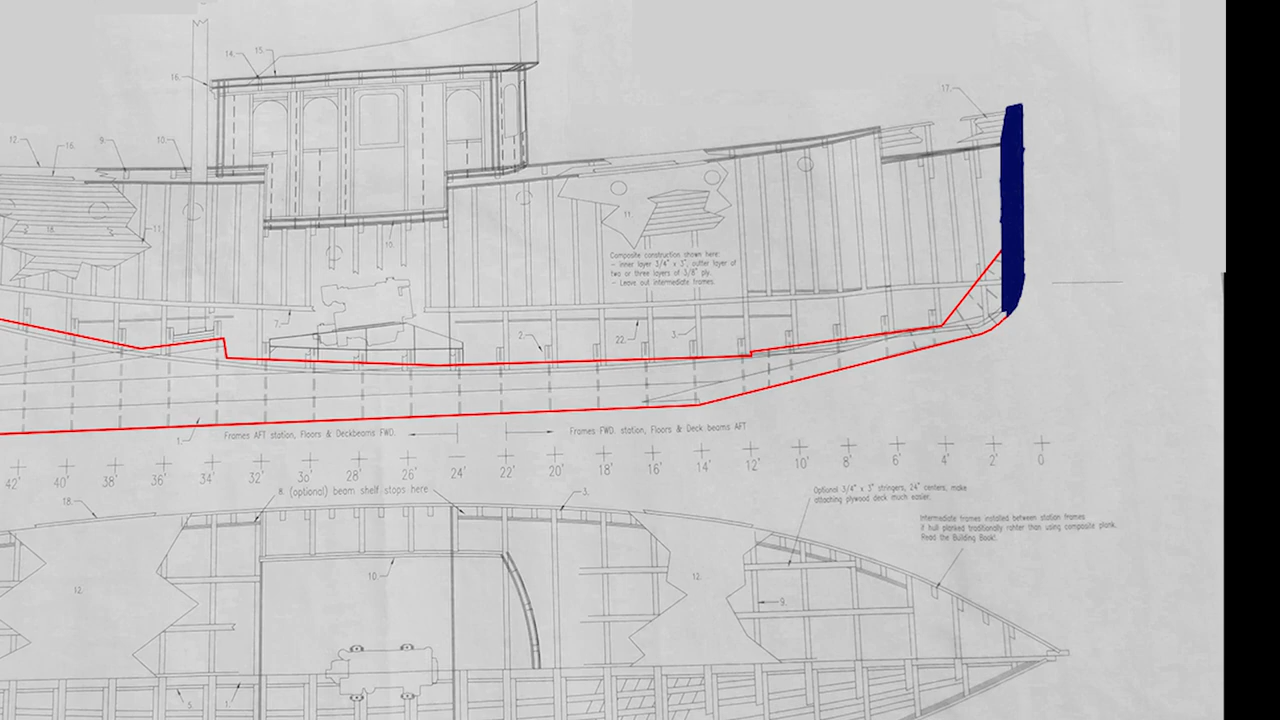 17.
15.
14.
16.
12.
16.
9.
10.
11.
11.
10.
Composite construction shown here:
- inner layer 3/4" x 3", outter layer of
two or three layers of 3/8" ply.
- Leave out intermediate frames.
7.
2.
22.
3.
1.
Frames AFT station, Floors & Deckbeams FWD.
Frames FWD. station, Floors & Deck beams AFT
42' 40' 38' 36' 34' 32' 30' 28' 26' 24' 22' 20' 18' 16' 14' 12' 10' 8' 6' 4' 2' 0
8. (optional) beam shelf stops here
3.
18.
Optional 3/4" x 3" stringers, 24" centers, make
attaching plywood deck much easier.
Intermediate frames installed between station frames
if hull planked traditionally rahter than using composite plank.
Read the Building Book!
12.
10.
12.
9.
5.
1.